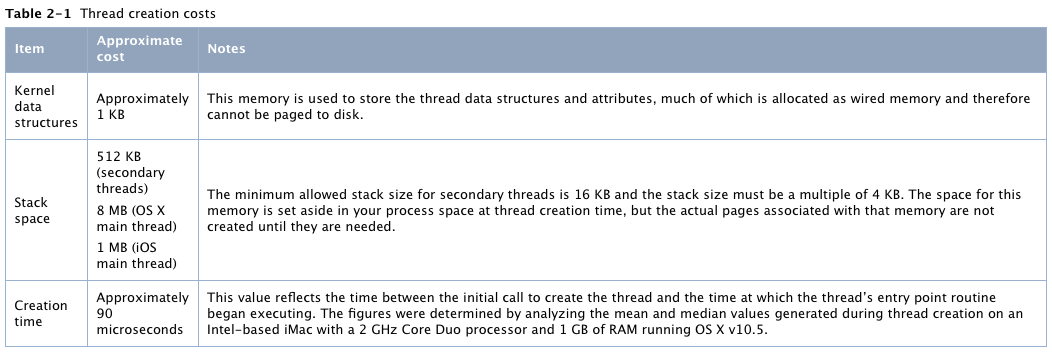 Table 2-1 Thread creation costs
Item
Approximate
cost
Notes
Kernel
data
structures
Approximately
1 KB
This memory is used to store the thread data structures and attributes, much of which is allocated as wired memory and therefore
cannot be paged to disk.
Stack
space
512 KB
(secondary
threads)
8 MB (OS X
main thread)
1 MB (iOS
main thread)
The minimum allowed stack size for secondary threads is 16 KB and the stack size must be a multiple of 4 KB. The space for this
memory is set aside in your process space at thread creation time, but the actual pages associated with that memory are not
created until they are needed.
Creation
time
Approximately
90
microseconds
This value reflects the time between the initial call to create the thread and the time at which the thread's entry point routine
began executing. The figures were determined by analyzing the mean and median values generated during thread creation on an
Intel-based iMac with a 2 GHz Core Duo processor and 1 GB of RAM running OS X v10.5.